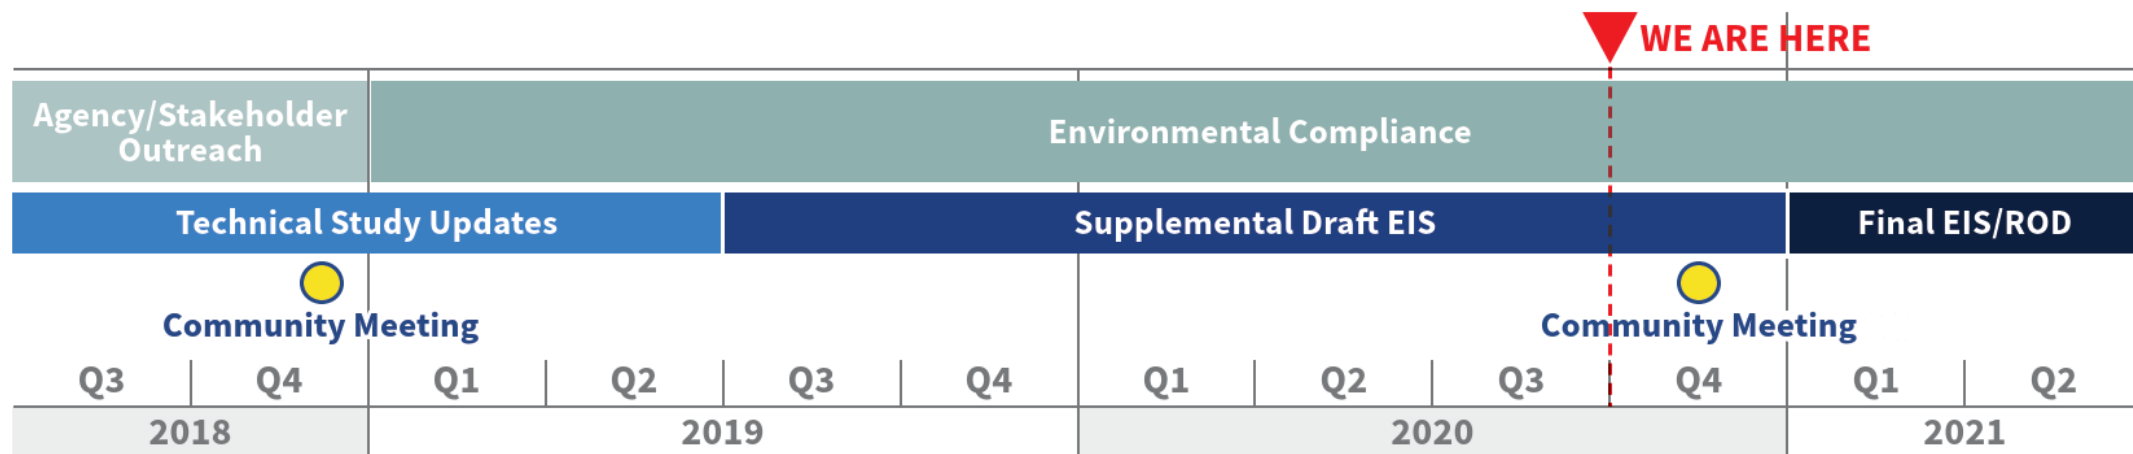 WE ARE HERE
Agency/Stakeholder
Outreach
Environmental Compliance
Technical Study Updates
Supplemental Draft EIS
Final EIS/ROD
Community Meeting
Community Meeting
Q3 Q4 Q1 Q2 Q3 Q4 Q1 Q2 Q3 Q4 Q1 Q2
2018 2019 2020 2021